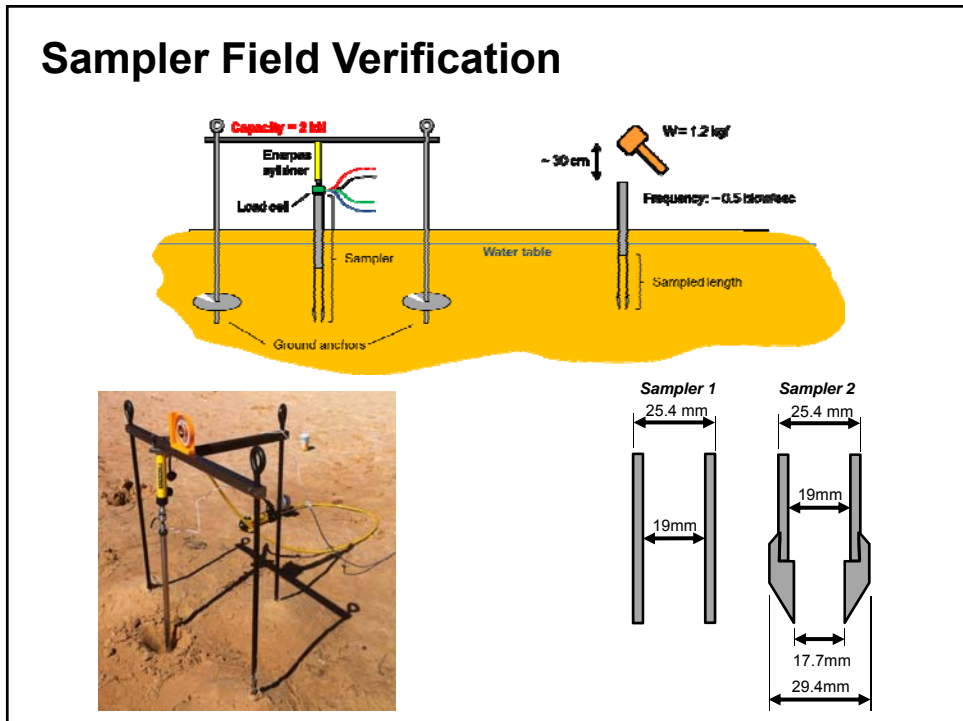 Sampler Field Verification
Capacity = 2 kN
Enerpac
cylinder
Load cell
Sampler
Ground anchors
Water table
W = 1.2 kgf
~ 30 cm
Frequency: ~ 0.5 blow/sec
Sampled length
Sampler 1
25.4 mm
19mm
Sampler 2
25.4 mm
19mm
17.7mm
29.4mm